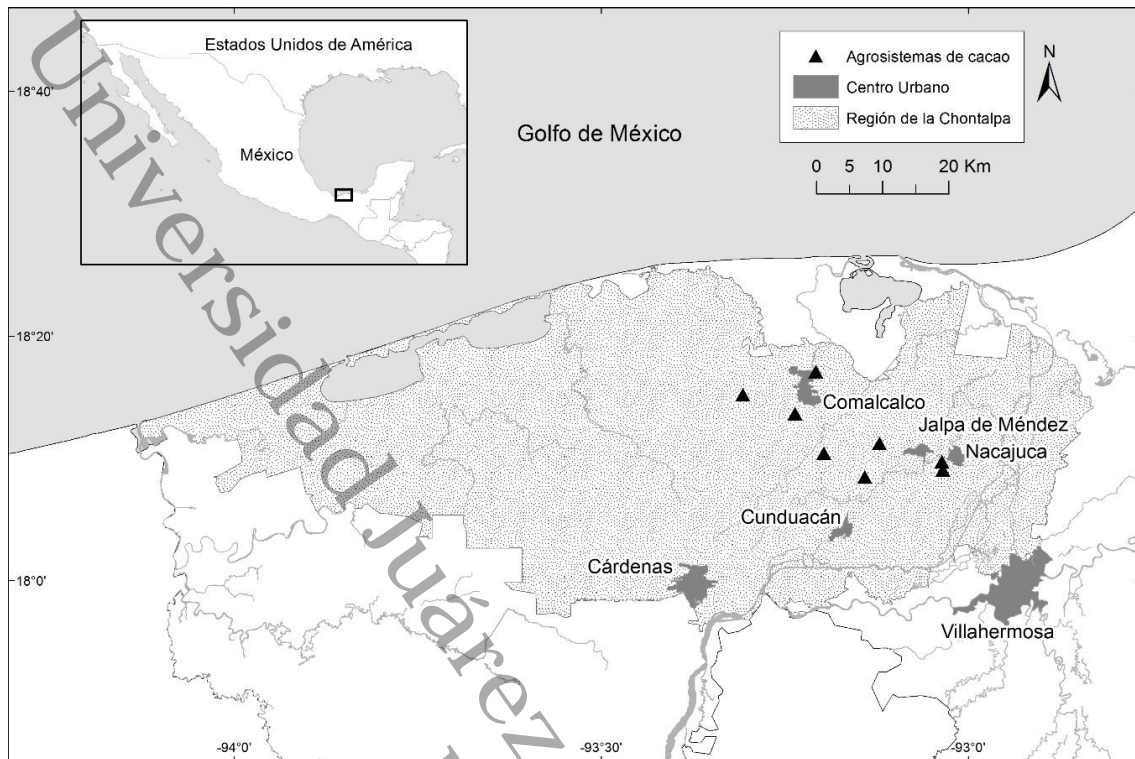 Estados Unidos de América
México
Golfo de México
Agrosistemas de cacao
Centro Urbano
Región de la Chontalpa
N
0 5 10 20 Km
18°40'
18°20'
18°0'
Comalcalco
Jalpa de Méndez
Nacajuca
Cunduacán
Cárdenas
Villahermosa
-94°0'
-93°30'
-93°0'
Universidad Juárez